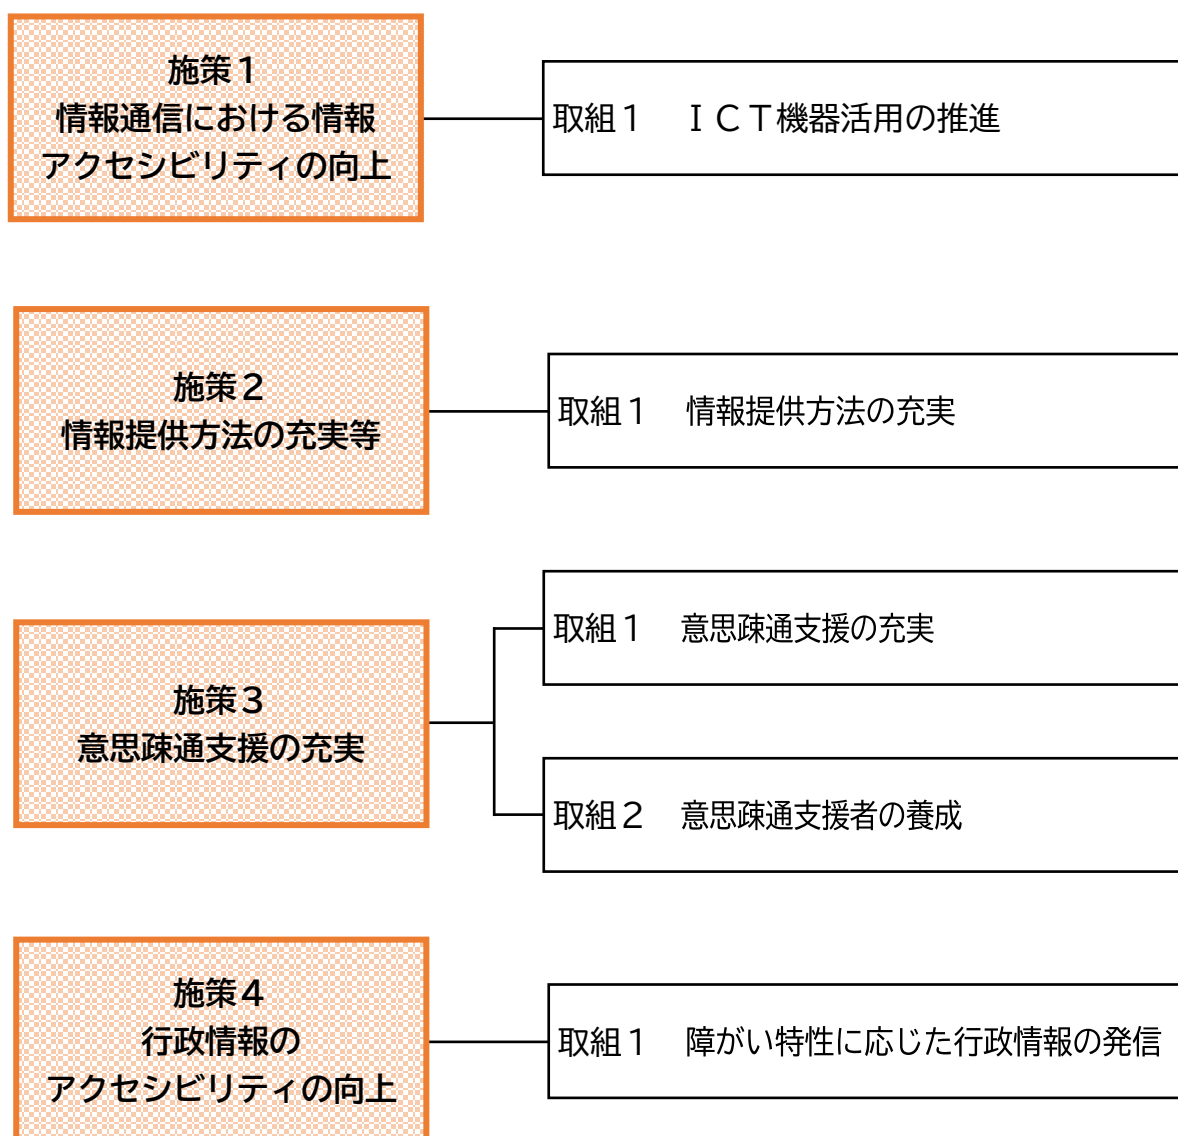 施策１
情報通信における情報
アクセシビリティの向上
取組１　ＩＣＴ機器活用の推進
施策２
情報提供方法の充実等
取組１　情報提供方法の充実
施策３
意思疎通支援の充実
取組１　意思疎通支援の充実
取組２　意思疎通支援者の養成
施策４
行政情報の
アクセシビリティの向上
取組１　障がい特性に応じた行政情報の発信